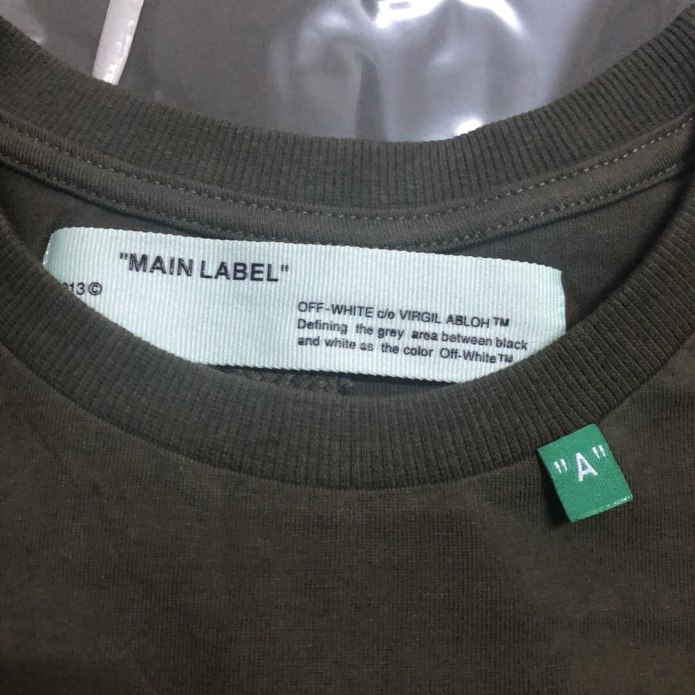 "MAIN LABEL"
13©
OFF-WHITE c/o VIRGIL ABLOH™
Defining the grey area between black
and white as the color Off-White™
"A"